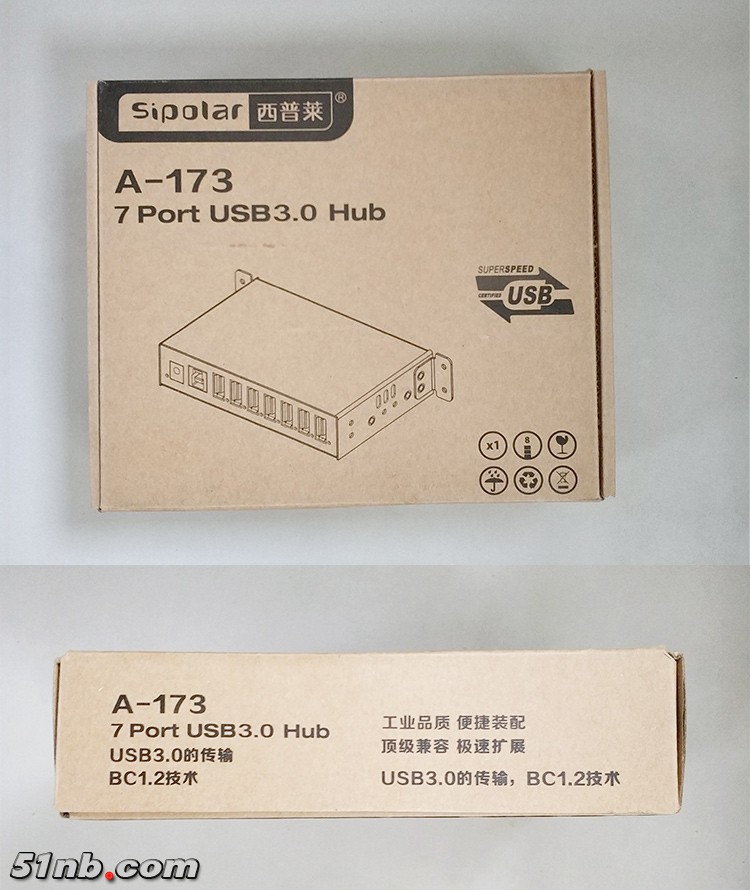 Sipolar 西普莱®
A-173
7 Port USB3.0 Hub
SUPERSPEED
CERTIFIED USB
x1
8
A-173
7 Port USB3.0 Hub
USB3.0的传输
BC1.2技术
工业品质 便捷装配
顶级兼容 极速扩展
USB3.0的传输，BC1.2技术
51nb.com